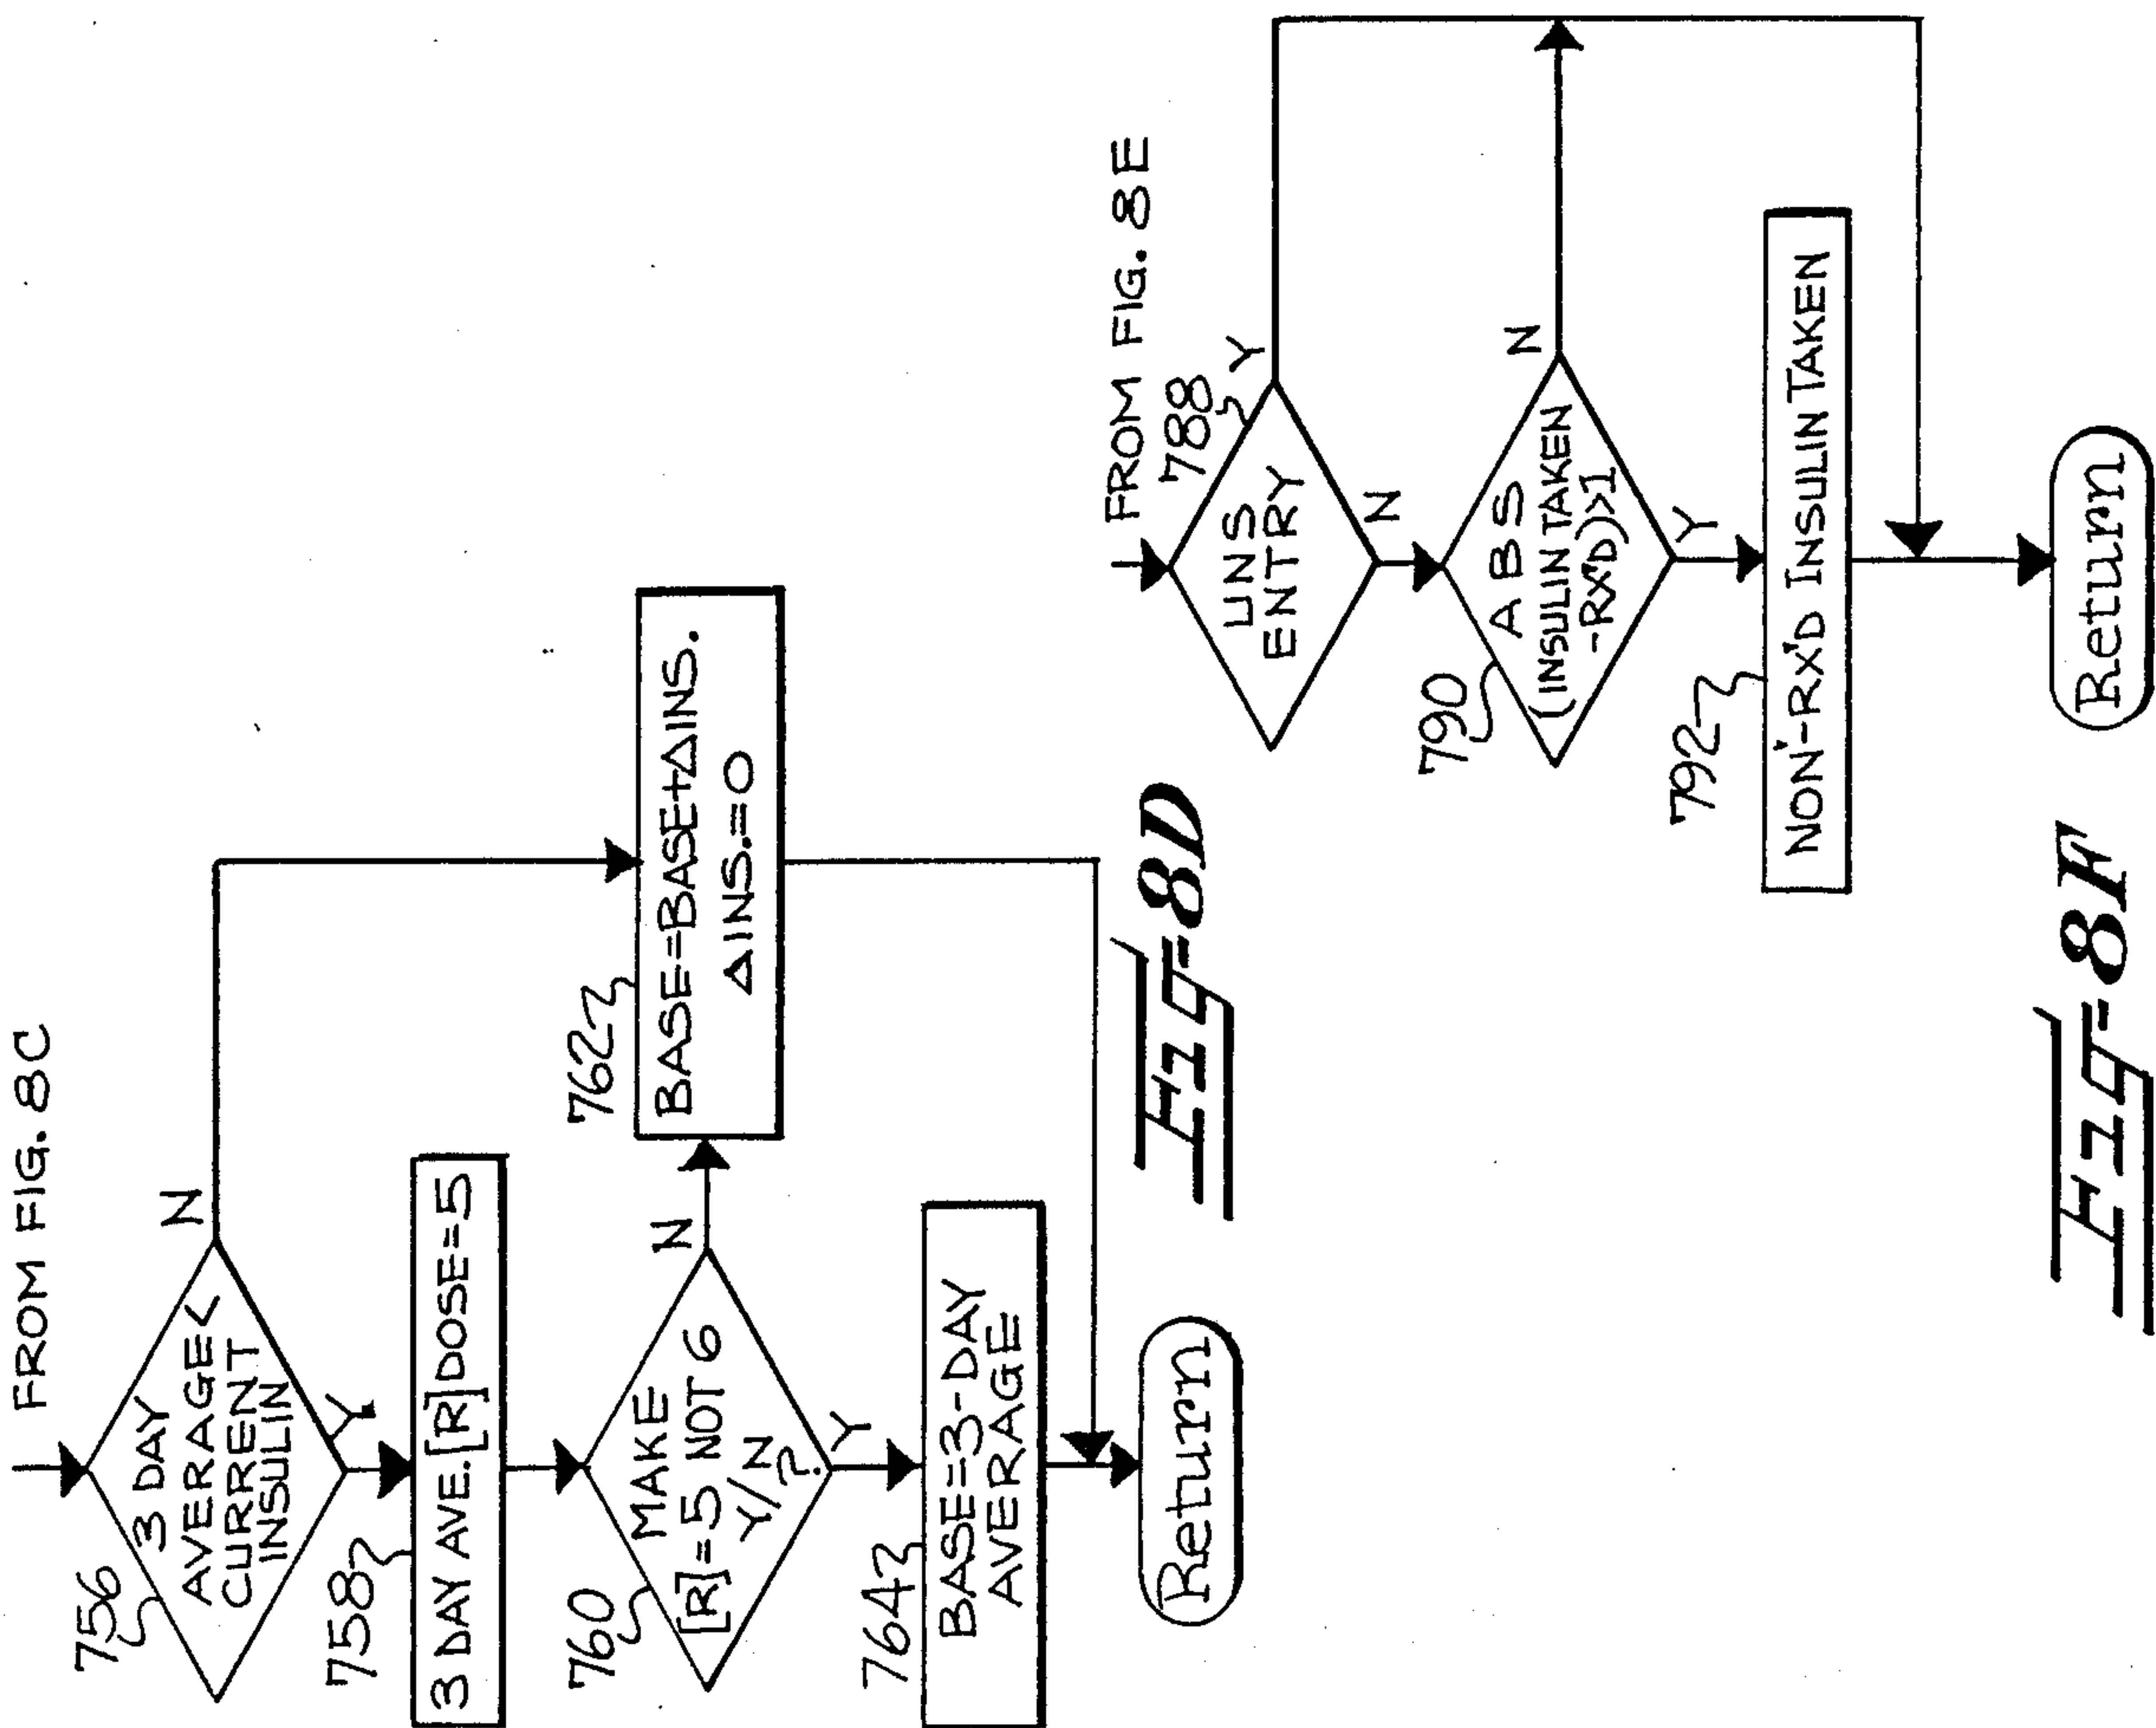 FROM FIG. 8C
756
3 DAY
AVERAGE <
CURRENT
INSULIN
N
Y
758
3 DAY AVE. [R] DOSE=5
760
MAKE
[R]=5 NOT 6
Y/N?
N
Y
762
BASE=BASE+ΔINS.
ΔINS.=0
764
BASE=3-DAY
AVERAGE
Return
Fig-8D
FROM FIG. 8E
788
UNS
ENTRY
Y
N
790
ABS
(INSULIN TAKEN
-RX'D)>1
N
Y
792
NON-RX'D INSULIN TAKEN
Return
Fig-8F